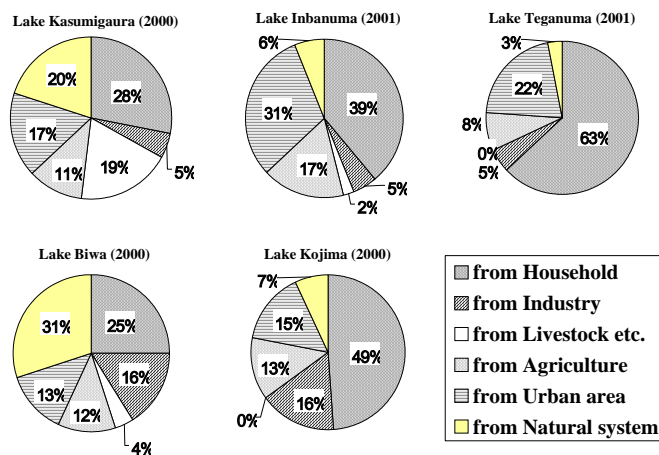 Lake Kasumigaura (2000)
20%
28%
17%
11%
19%
5%
Lake Inbanuma (2001)
6%
31%
39%
17%
2%
5%
Lake Teganuma (2001)
3%
22%
8%
0%
5%
63%
Lake Biwa (2000)
31%
25%
13%
12%
16%
4%
Lake Kojima (2000)
7%
15%
49%
13%
0%
16%
from Household
from Industry
from Livestock etc.
from Agriculture
from Urban area
from Natural system